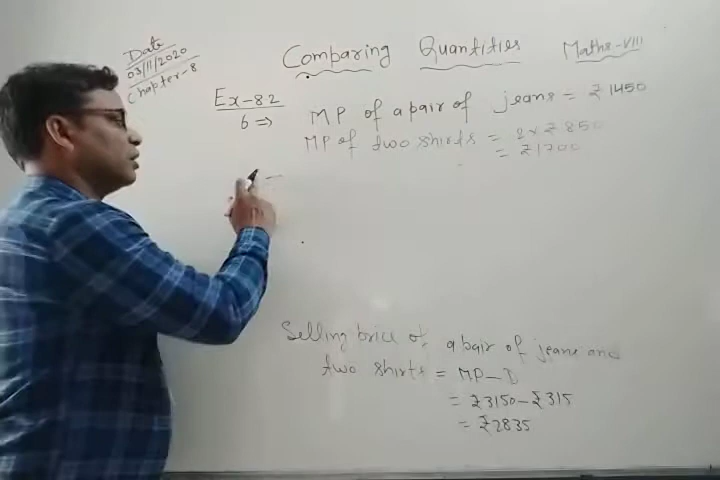 Date
03/11/2020
Chapter-8
Comparing Quantities Maths-VIII
Ex-82
6⇒ MP of a pair of jeans = ₹1450
MP of two shirts = 2×₹850
= ₹1700
Selling price of a pair of jeans and
two shirts = MP-D
= ₹3150-₹315
= ₹2835